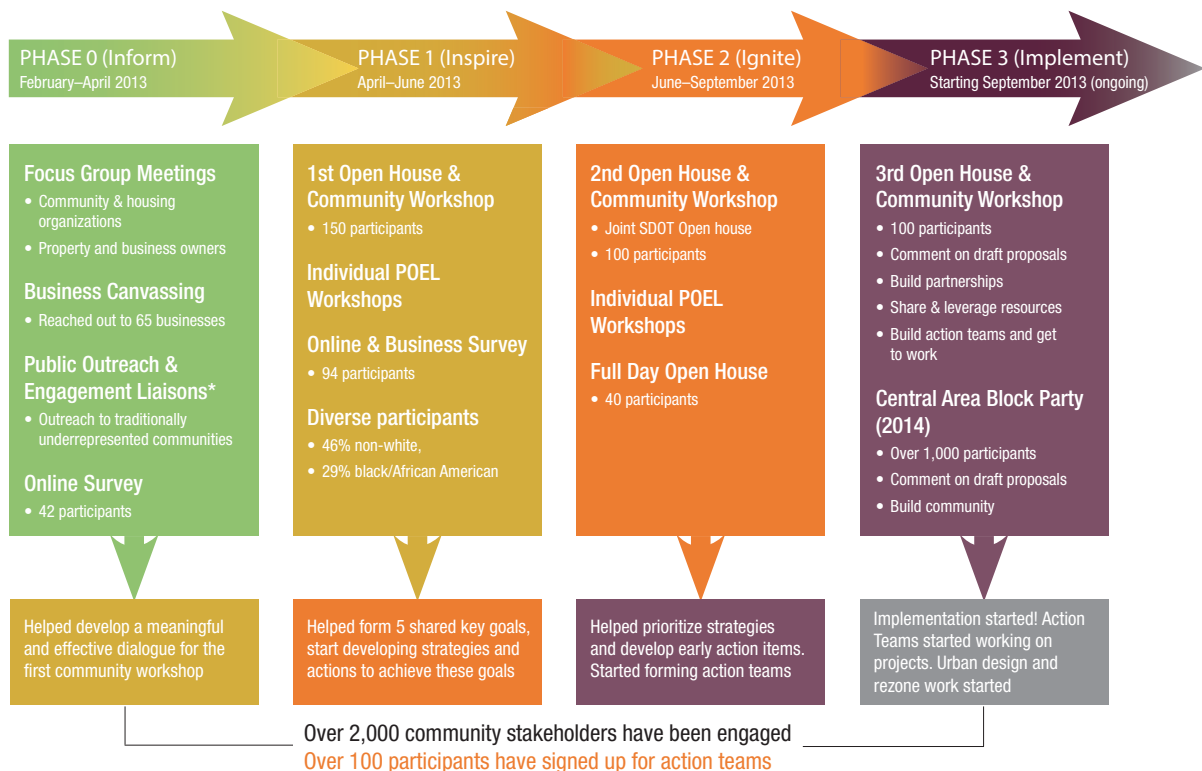 PHASE 0 (Inform)
February–April 2013
PHASE 1 (Inspire)
April–June 2013
PHASE 2 (Ignite)
June–September 2013
PHASE 3 (Implement)
Starting September 2013 (ongoing)
Focus Group Meetings
• Community & housing
organizations
• Property and business owners
Business Canvassing
• Reached out to 65 businesses
Public Outreach &
Engagement Liaisons*
• Outreach to traditionally
underrepresented communities
Online Survey
• 42 participants
1st Open House &
Community Workshop
• 150 participants
Individual POEL
Workshops
Online & Business Survey
• 94 participants
Diverse participants
• 46% non-white,
• 29% black/African American
2nd Open House &
Community Workshop
• Joint SDOT Open house
• 100 participants
Individual POEL
Workshops
Full Day Open House
• 40 participants
3rd Open House &
Community Workshop
• 100 participants
• Comment on draft proposals
• Build partnerships
• Share & leverage resources
• Build action teams and get
to work
Central Area Block Party
(2014)
• Over 1,000 participants
• Comment on draft proposals
• Build community
Helped develop a meaningful
and effective dialogue for the
first community workshop
Helped form 5 shared key goals,
start developing strategies and
actions to achieve these goals
Helped prioritize strategies
and develop early action items.
Started forming action teams
Implementation started! Action
Teams started working on
projects. Urban design and
rezone work started
Over 2,000 community stakeholders have been engaged
Over 100 participants have signed up for action teams